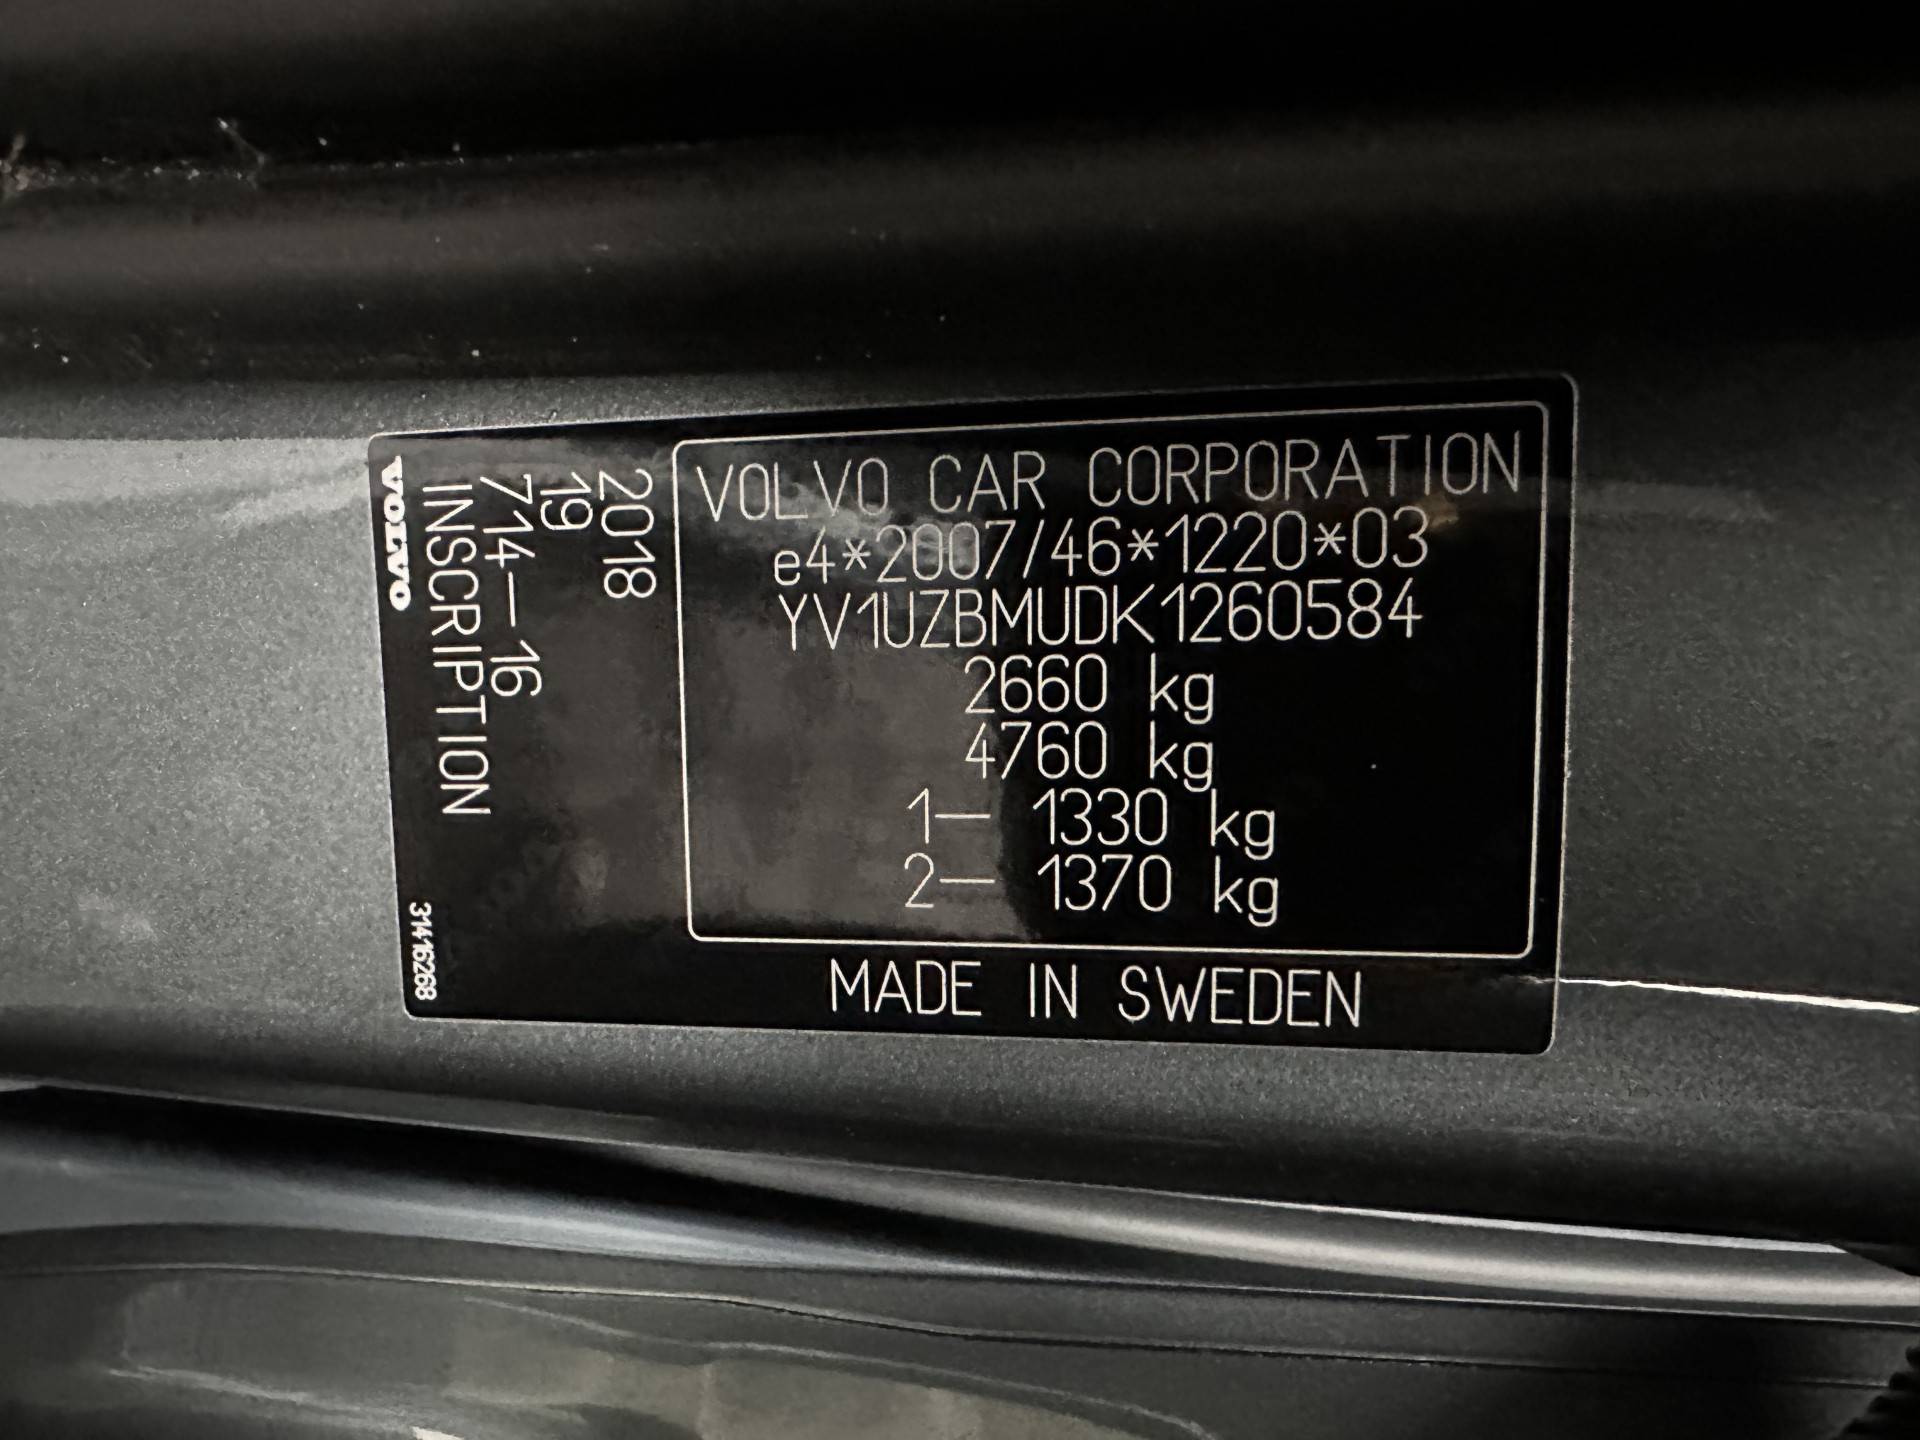 VOLVO CAR CORPORATION
e4*2007/46*1220*03
YV1UZBMUDK1260584
2660 kg
4760 kg
1— 1330 kg
2— 1370 kg
MADE IN SWEDEN
2018
19
714—16
INSCRIPTION
VOLVO
31416268